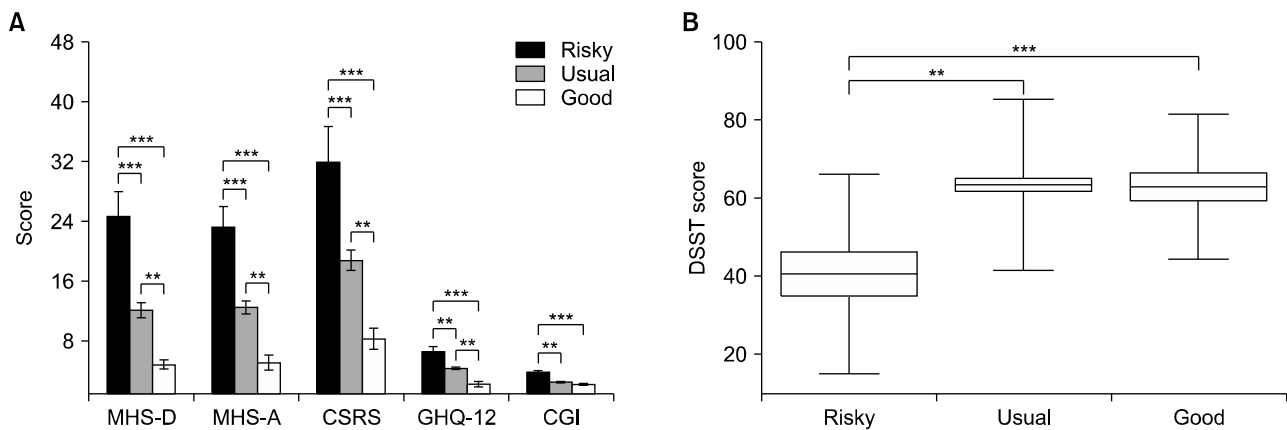 A
48
40
32
24
16
8
Score
Risky
Usual
Good
***
***
**
***
***
**
***
***
**
***
**
**
***
**
MHS-D
MHS-A
CSRS
GHQ-12
CGI
B
100
80
60
40
20
DSST score
***
**
Risky
Usual
Good